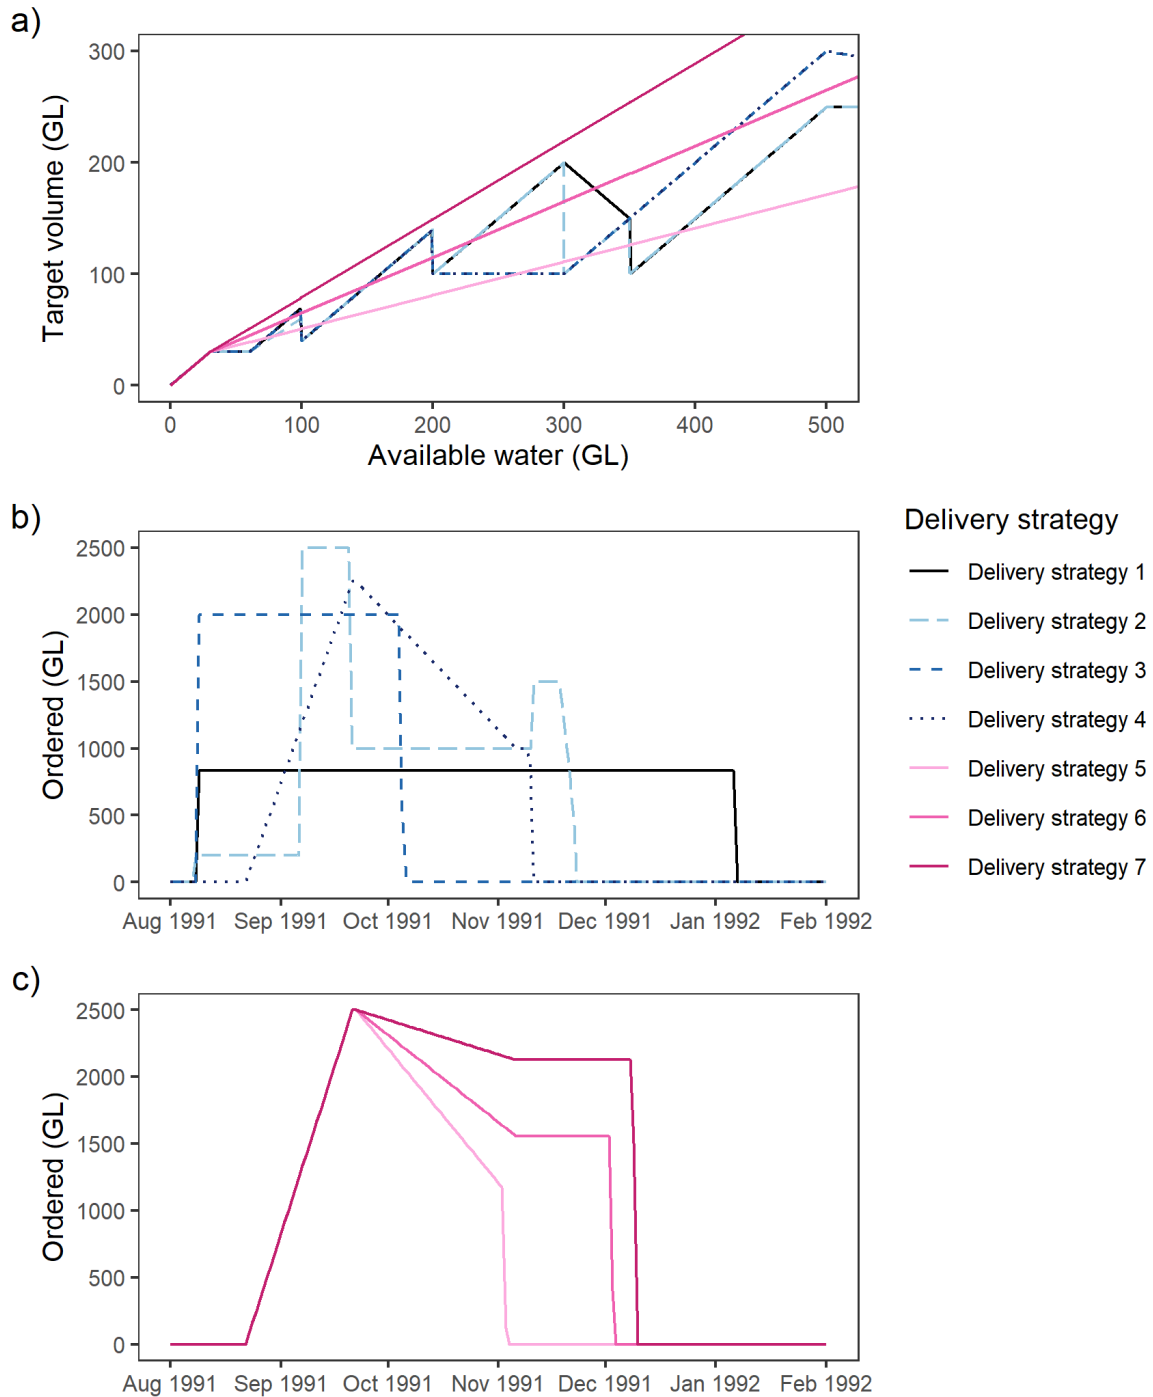 a)
Target volume (GL)
300
200
100
0
0 100 200 300 400 500
Available water (GL)
b)
Ordered (GL)
2500
2000
1500
1000
500
0
Aug 1991 Sep 1991 Oct 1991 Nov 1991 Dec 1991 Jan 1992 Feb 1992
Delivery strategy
Delivery strategy 1
Delivery strategy 2
Delivery strategy 3
Delivery strategy 4
Delivery strategy 5
Delivery strategy 6
Delivery strategy 7
c)
Ordered (GL)
2500
2000
1500
1000
500
0
Aug 1991 Sep 1991 Oct 1991 Nov 1991 Dec 1991 Jan 1992 Feb 1992